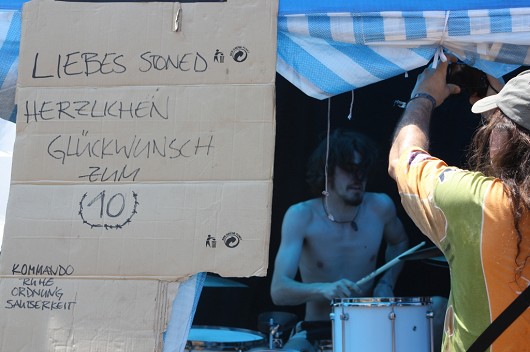 LIEBES STONED
HERZLICHEN
GLÜCKWUNSCH
ZUM
10
KOMMANDO
RUHE
ORDNUNG
SAUBERKEIT